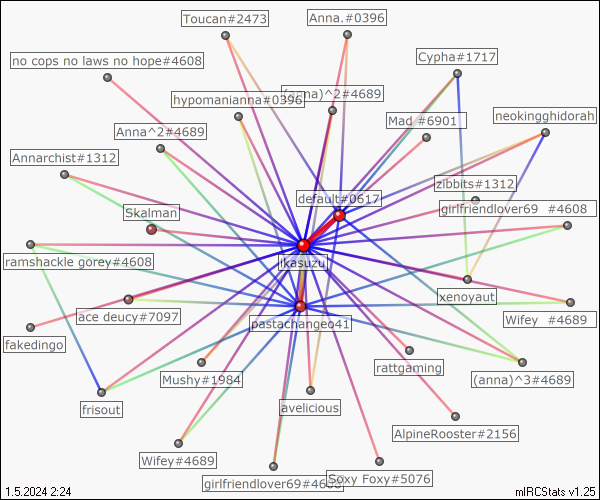 Toucan#2473
Anna.#0396
no cops no laws no hope#4608
Cypha#1717
hypomanianna#0396
(anna)^2#4689
neokingghidorah
Mad #6901
Anna^2#4689
Annarchist#1312
zibbits#1312
default#0617
girlfriendlover69 #4608
Skalman
ramshackle gorey#4608
ikasuzu
xenoyaut
ace deucy#7097
pastachangeo41
Wifey #4689
fakedingo
rattgaming
Mushy#1984
(anna)^3#4689
frisout
avelicious
AlpineRooster#2156
Wifey#4689
girlfriendlover69#4608
Soxy Foxy#5076
1.5.2024 2:24
mIRCStats v1.25